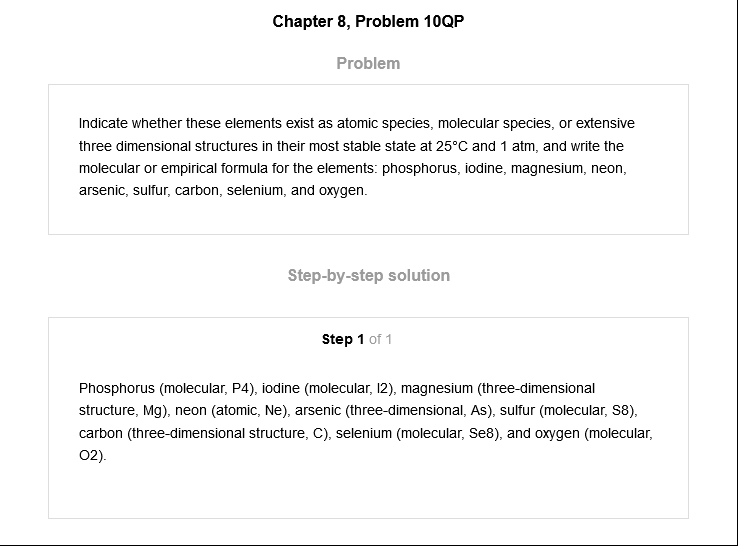 Chapter 8, Problem 10QP
Problem
Indicate whether these elements exist as atomic species, molecular species, or extensive
three dimensional structures in their most stable state at 25°C and 1 atm, and write the
molecular or empirical formula for the elements: phosphorus, iodine, magnesium, neon,
arsenic, sulfur, carbon, selenium, and oxygen.
Step-by-step solution
Step 1 of 1
Phosphorus (molecular, P4), iodine (molecular, I2), magnesium (three-dimensional
structure, Mg), neon (atomic, Ne), arsenic (three-dimensional, As), sulfur (molecular, S8),
carbon (three-dimensional structure, C), selenium (molecular, Se8), and oxygen (molecular,
O2).